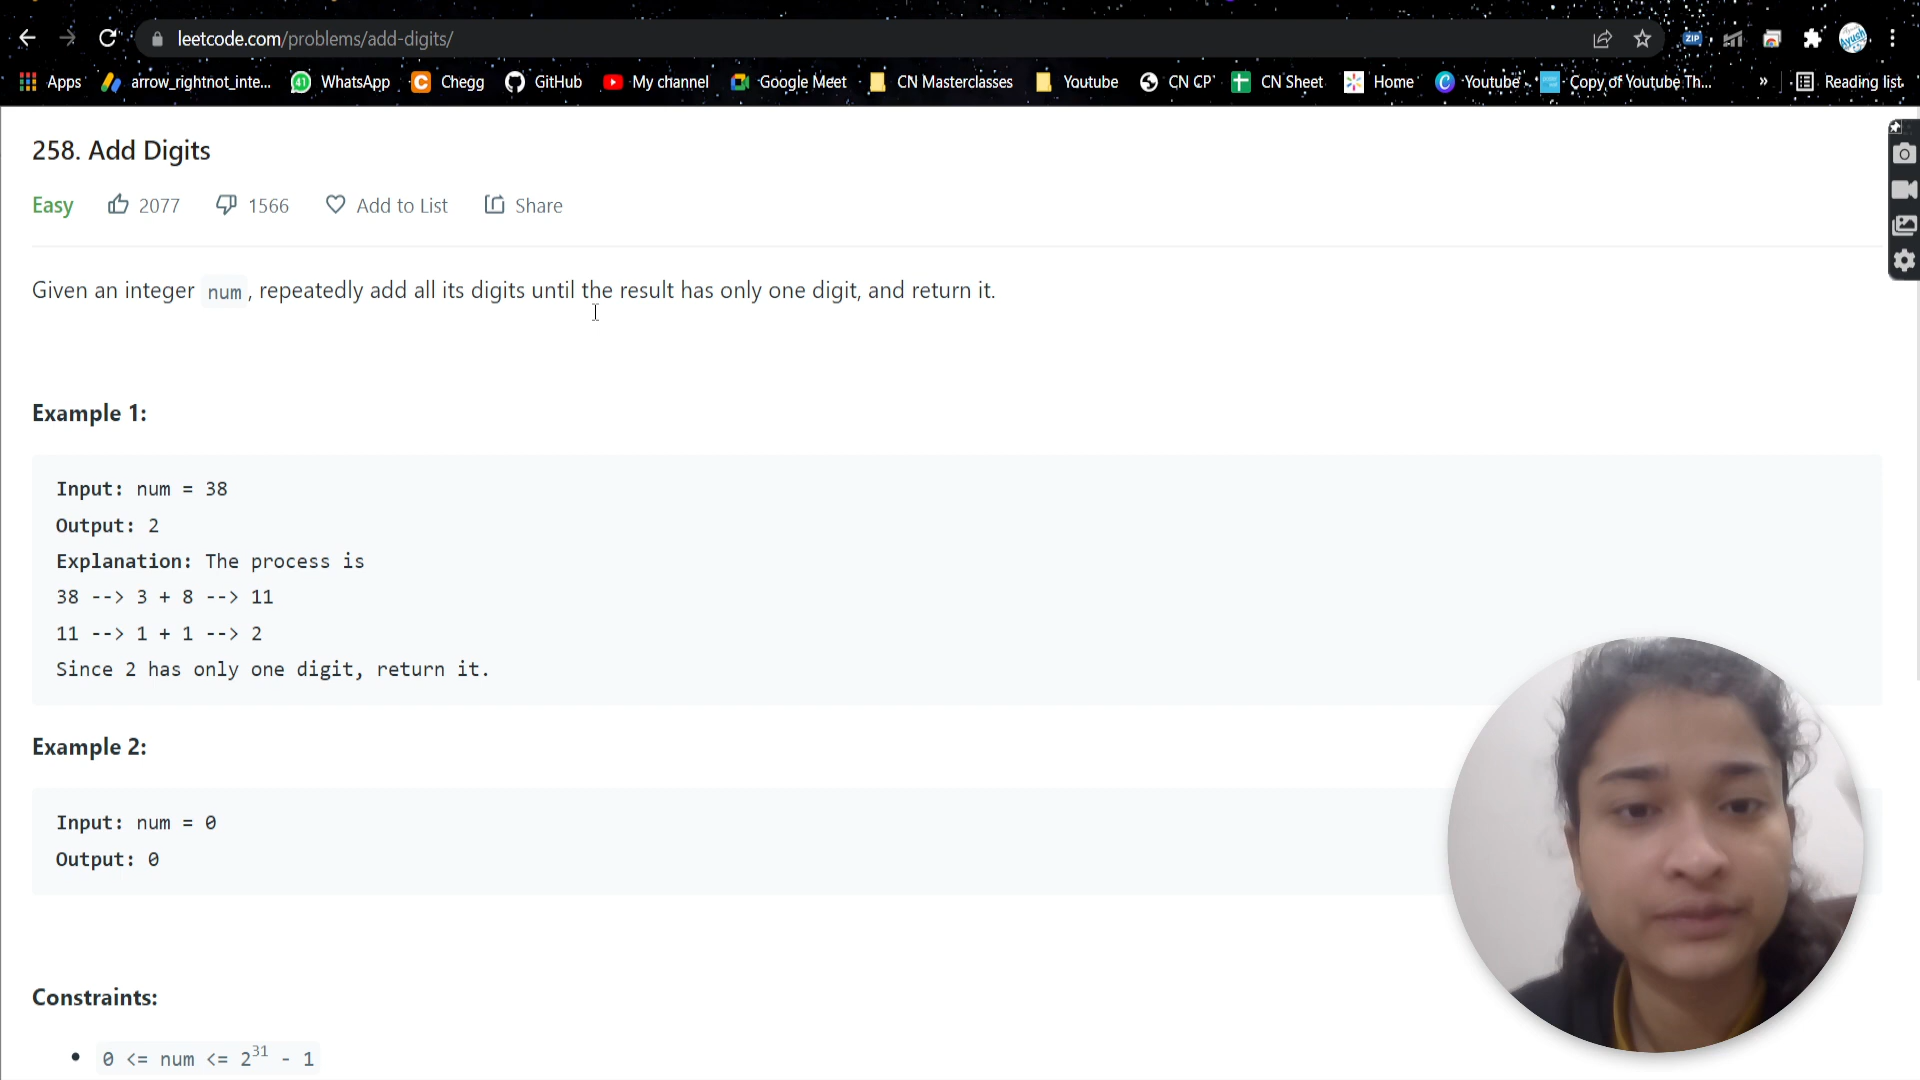 leetcode.com/problems/add-digits/
ZIP
Apps arrow_rightnot_inte... 41 WhatsApp Chegg GitHub My channel Google Meet CN Masterclasses Youtube CN CP CN Sheet Home Youtube Copy of Youtube Th... » Reading list
258. Add Digits
Easy 2077 1566 Add to List Share
Given an integer num, repeatedly add all its digits until the result has only one digit, and return it.
Example 1:
Input: num = 38
Output: 2
Explanation: The process is
38 --> 3 + 8 --> 11
11 --> 1 + 1 --> 2
Since 2 has only one digit, return it.
Example 2:
Input: num = 0
Output: 0
Constraints:
• 0 <= num <= 2^31 - 1